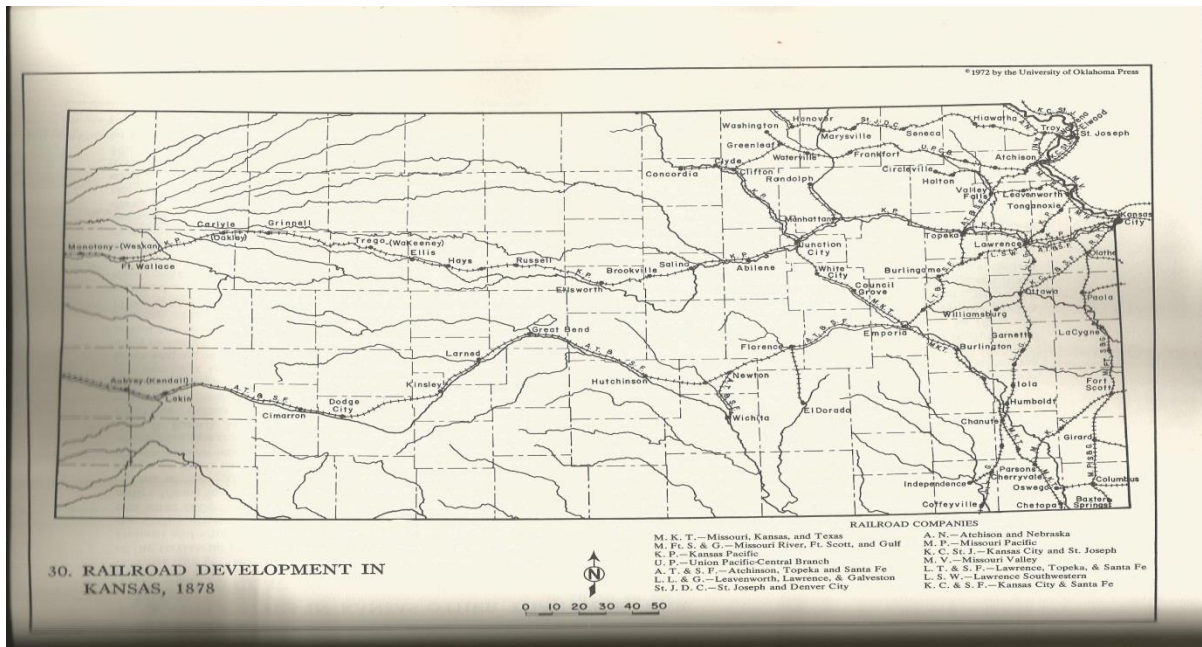 ©1972 by the University of Oklahoma Press
K. C. St. J.
Hanover
St. J. D. C.
Hiawatha
Troy
Elwood
Washington
Marysville
Seneca
St. Joseph
Greenleaf
Waterville
Frankfort
U. P. C. B.
Atchison
Clyde
Clifton
Circleville
Holton
Concordia
Randolph
Valley
Falls
Leavenworth
Tonganoxie
K. P.
Manhattan
K. P.
Kansas
City
Carlyle
Grinnell
Topeka
K. P.
Lawrence
(Oakley)
Trego
(WaKeeney)
Junction
City
L. S. W.
Olathe
Monotony-(Weskan)
K. P.
Ellis
Ft. Wallace
Hays
Russell
Salina
K. P.
Abilene
White
City
Burlingame
Brookville
K. P.
Ellsworth
Council
Grove
Ottawa
Paola
M.K.T.
Williamsburg
Great Bend
Emporia
LaCygne
Garnette
Florence
Burlington
Larned
MKT
Newton
Hutchinson
Aubrey (Kendall)
Kinsley
Fort
Scott
Iola
Lakin
Dodge
City
Humboldt
Cimarron
ElDorado
Wichita
Chanute
MKT
Girard
Parsons
Cherryvale
Independence
Oswego
Columbus
Coffeyville
Chetopa
Baxter
Springs
RAILROAD COMPANIES
M. K. T.—Missouri, Kansas, and Texas
M. Ft. S. & G.—Missouri River, Ft. Scott, and Gulf
K. P.—Kansas Pacific
U. P.—Union Pacific-Central Branch
A. T. & S. F.—Atchinson, Topeka and Santa Fe
L. L. & G.—Leavenworth, Lawrence, & Galveston
St. J. D. C.—St. Joseph and Denver City
A. N.—Atchison and Nebraska
M. P.—Missouri Pacific
K. C. St. J.—Kansas City and St. Joseph
M. V.—Missouri Valley
L. T. & S. F.—Lawrence, Topeka, & Santa Fe
L. S. W.—Lawrence Southwestern
K. C. & S. F.—Kansas City & Santa Fe
30. RAILROAD DEVELOPMENT IN
KANSAS, 1878
N
0 10 20 30 40 50